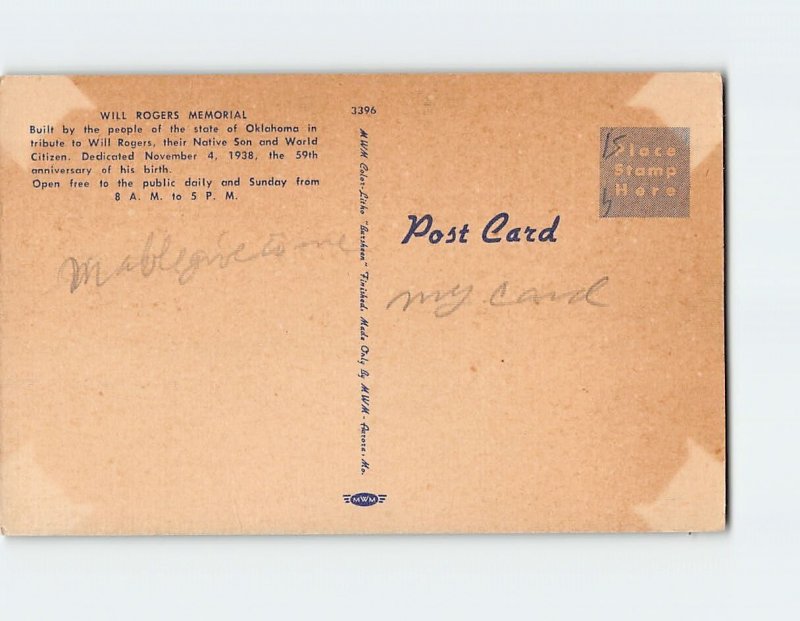 WILL ROGERS MEMORIAL
Built by the people of the state of Oklahoma in
tribute to Will Rogers, their Native Son and World
Citizen. Dedicated November 4, 1938, the 59th
anniversary of his birth.
Open free to the public daily and Sunday from
8 A. M. to 5 P. M.
Mable give to me
3396
MWM Color-Litho "Larsheen" Finished. Made Only By MWM - Aurora, Mo.
MWM
15
Place
Stamp
Here
Post Card
my card